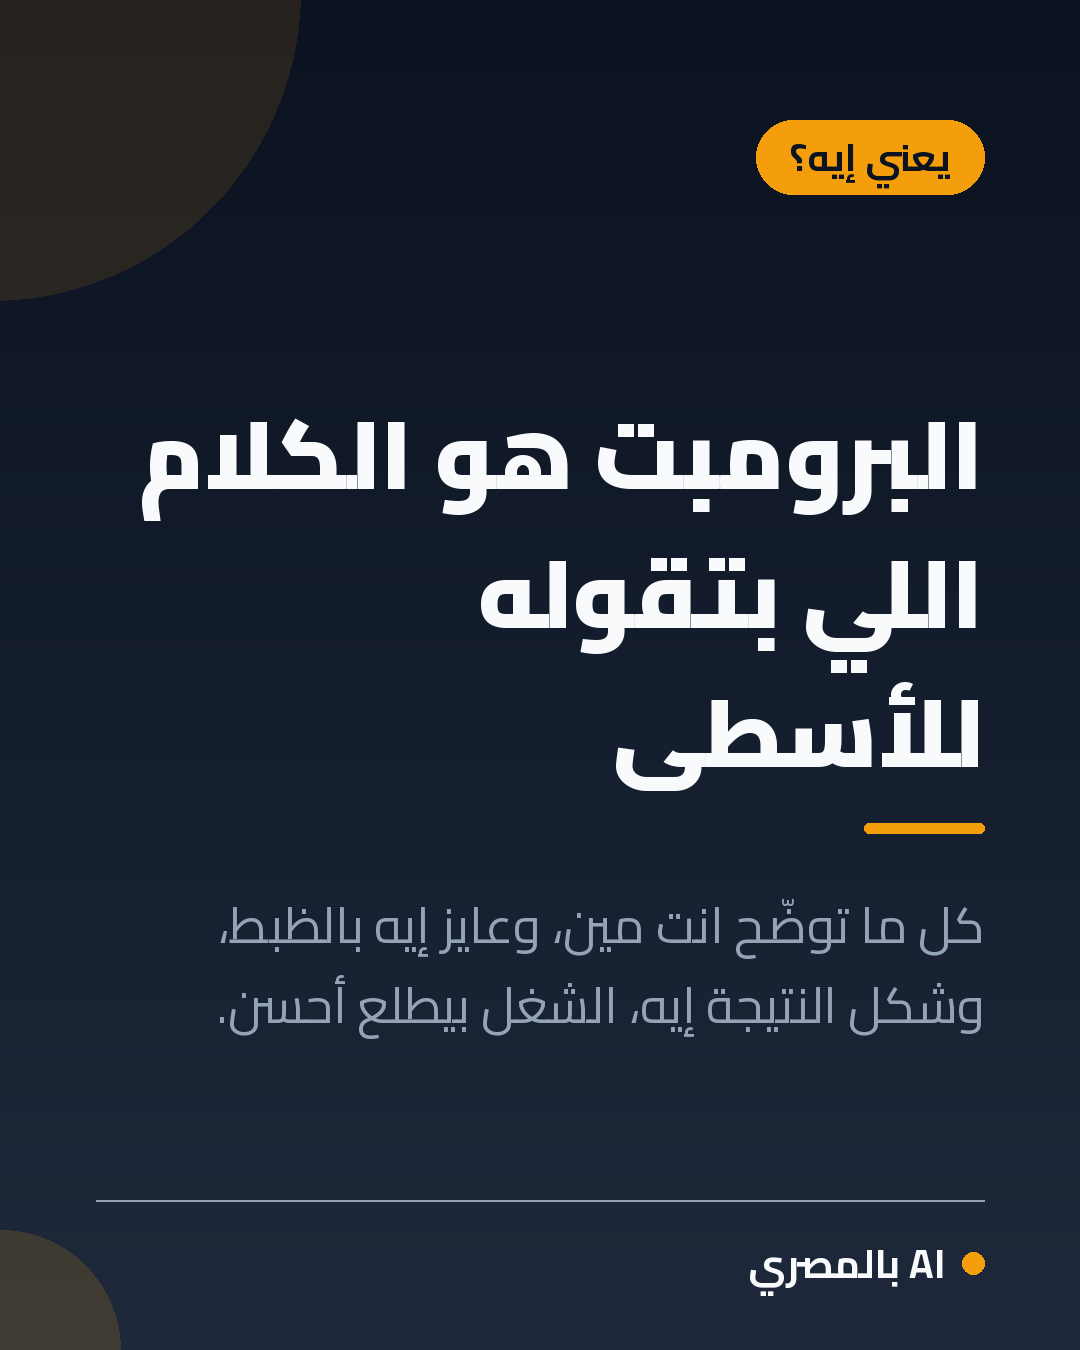 يعني إيه؟
البرومبت هو الكلام
اللي بتقوله
للأسطى
كل ما توضّح انت مين، وعايز إيه بالظبط،
وشكل النتيجة إيه، الشغل بيطلع أحسن.
AI بالمصري